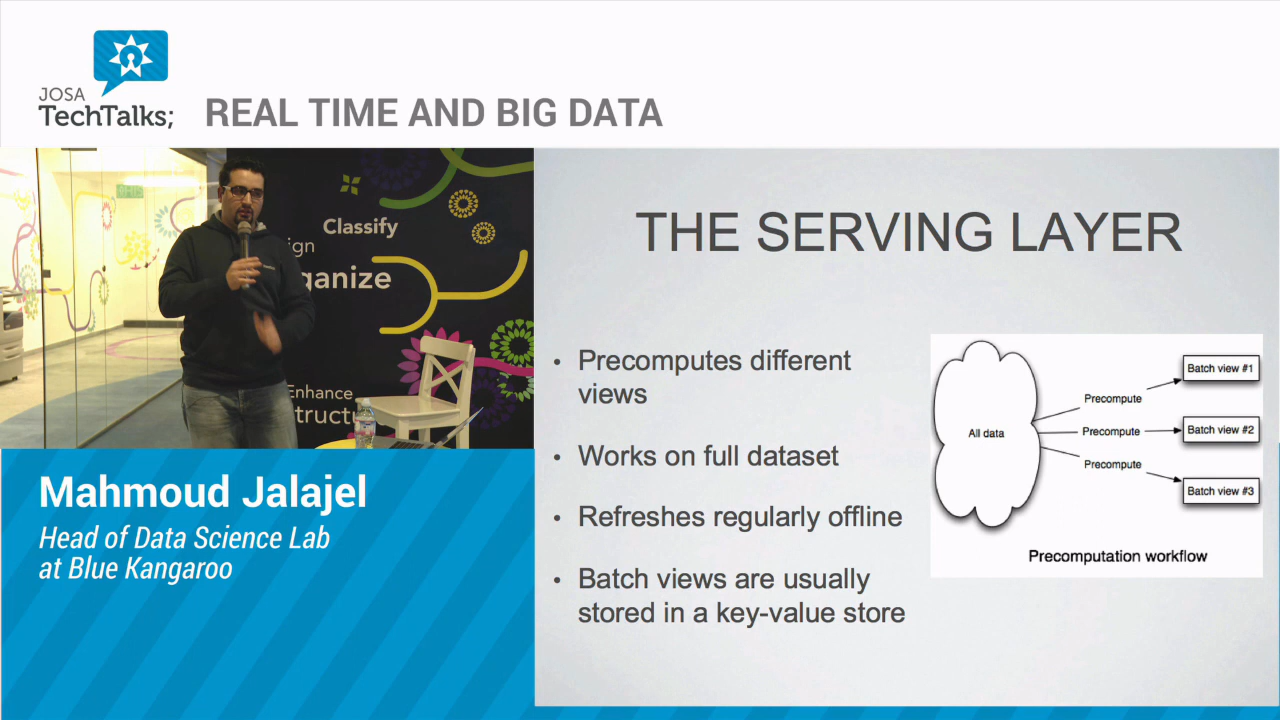 JOSA
TechTalks;
REAL TIME AND BIG DATA
Classify
ign
ganize
Enhance
tructu
Mahmoud Jalajel
Head of Data Science Lab
at Blue Kangaroo
THE SERVING LAYER
• Precomputes different
views
• Works on full dataset
• Refreshes regularly offline
• Batch views are usually
stored in a key-value store
All data
Precompute
Precompute
Precompute
Batch view #1
Batch view #2
Batch view #3
Precomputation workflow